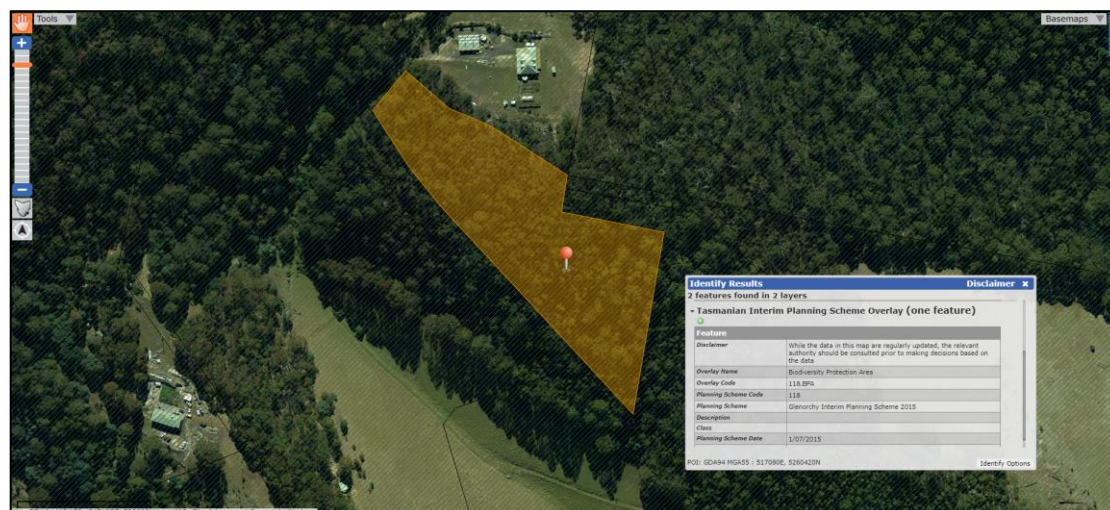 Tools
Basemaps
Identify Results Disclaimer
2 features found in 2 layers
Tasmanian Interim Planning Scheme Overlay (one feature)
Feature
Disclaimer While the data in this map are regularly updated, the relevant
authority should be consulted prior to making decisions based on
the data
Overlay Name Biodiversity Protection Area
Overlay Code 118.BPA
Planning Scheme Code 118
Planning Scheme Glenorchy Interim Planning Scheme 2015
Description
Class
Planning Scheme Date 1/07/2015
POI: GDA94 MGA55 : 517080E, 5260420N Identify Options